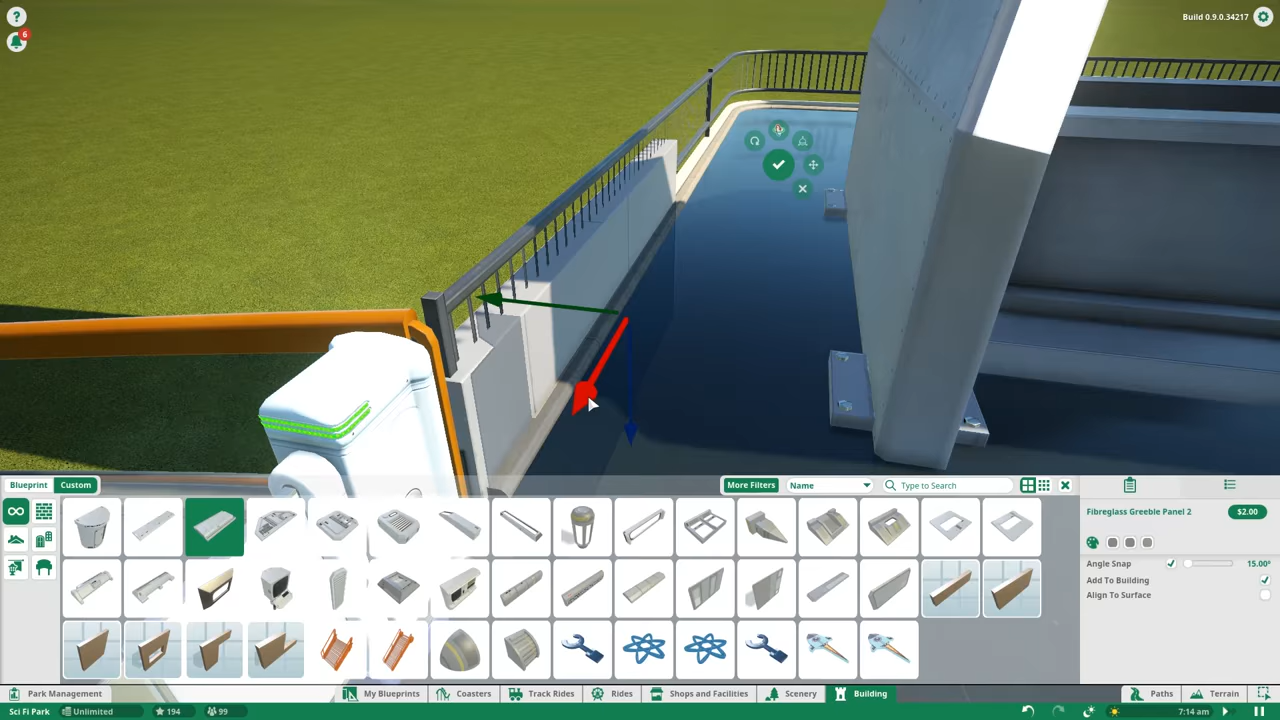 ?
Build 0.9.0.34217
6
Blueprint
Custom
More Filters
Name
Type to Search
Fibreglass Greeble Panel 2
$2.00
Angle Snap
15.00°
Add To Building
Align To Surface
Park Management
My Blueprints
Coasters
Track Rides
Rides
Shops and Facilities
Scenery
Building
Paths
Terrain
Sci Fi Park
Unlimited
194
99
7:14 am